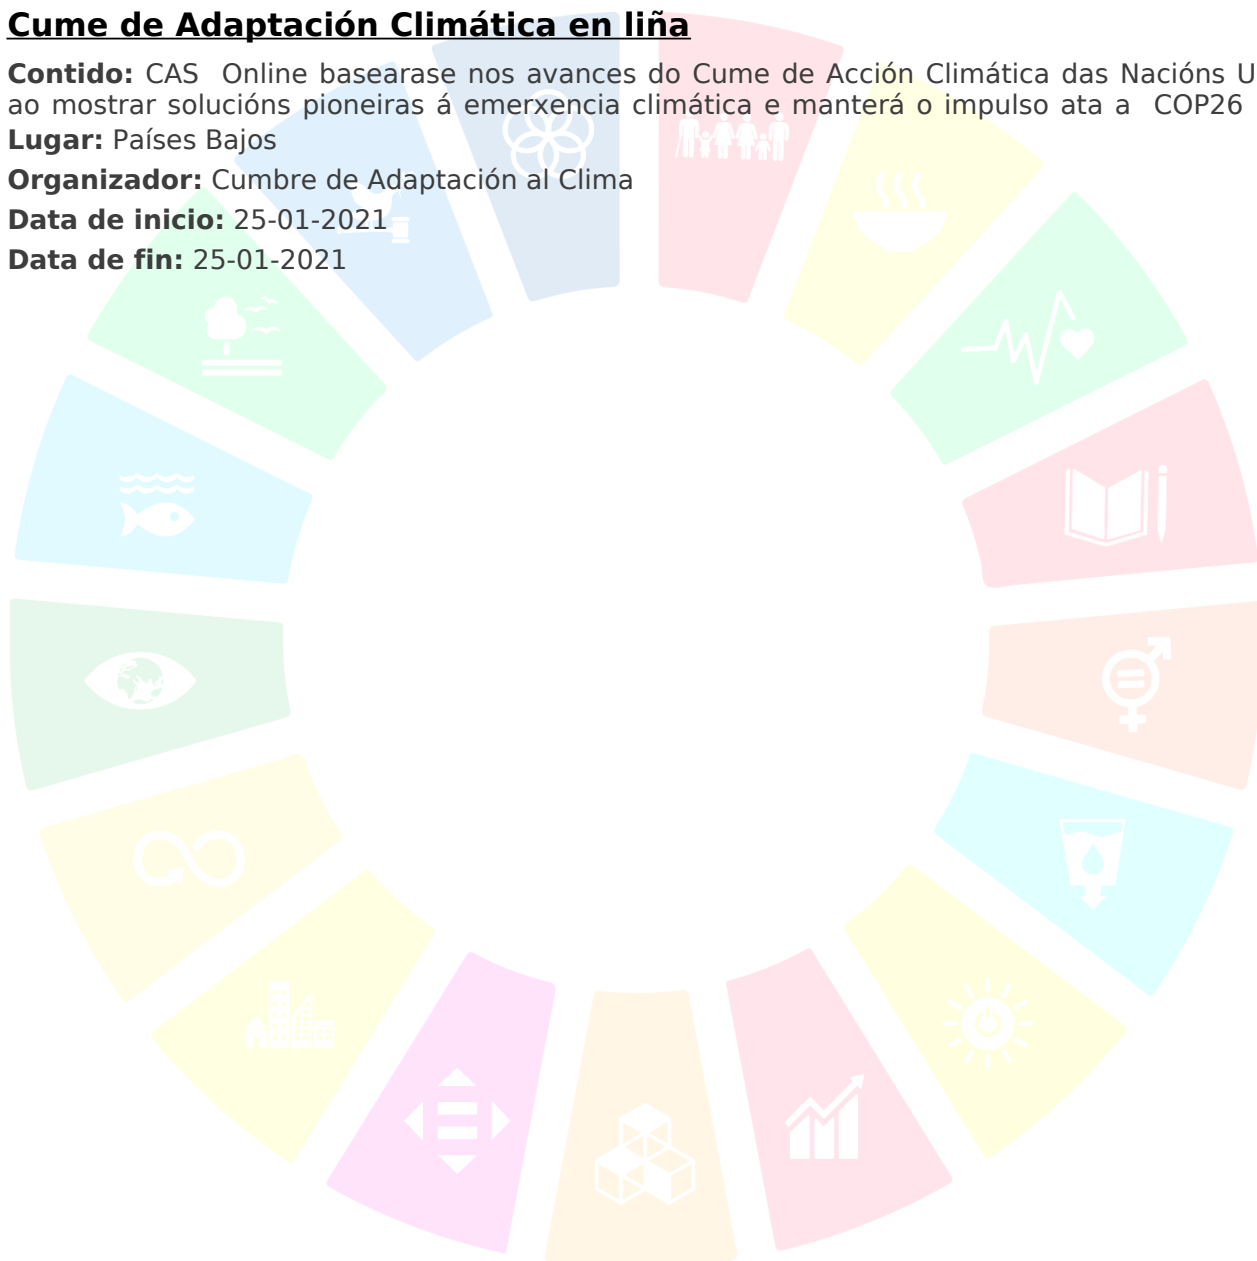 Cume de Adaptación Climática en liña
Contido: CAS Online basearase nos avances do Cume de Acción Climática das Nacións U
ao mostrar solucións pioneiras á emerxencia climática e manterá o impulso ata a COP26
Lugar: Países Bajos
Organizador: Cumbre de Adaptación al Clima
Data de inicio: 25-01-2021
Data de fin: 25-01-2021